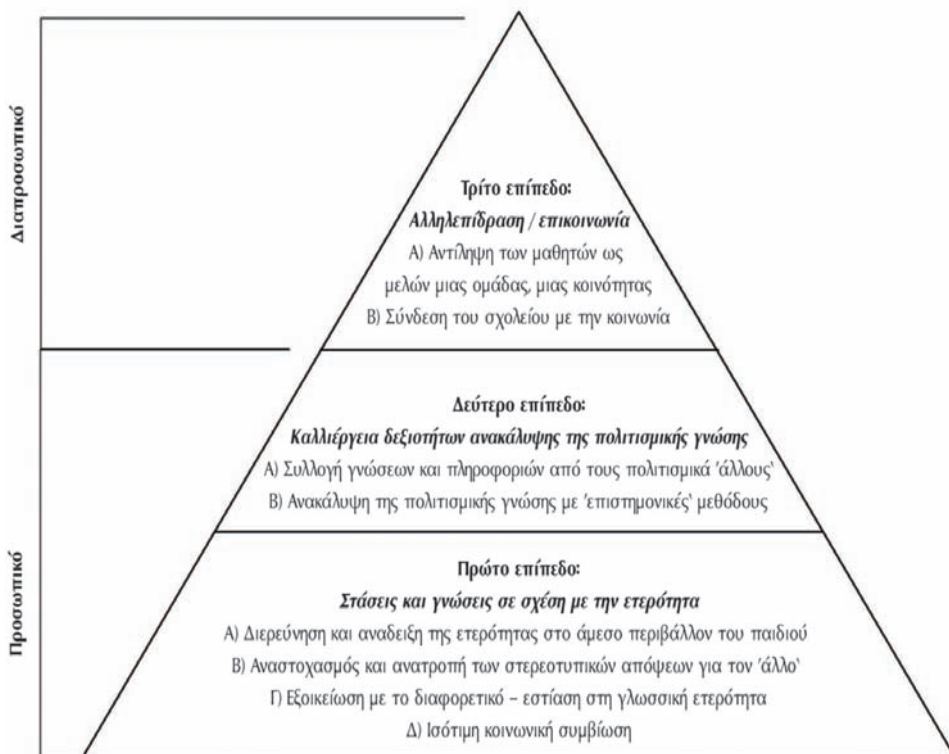 Διαπροσωπικό
Τρίτο επίπεδο:
Αλληλεπίδραση / επικοινωνία
Α) Αντίληψη των μαθητών ως
μελών μιας ομάδας, μιας κοινότητας
Β) Σύνδεση του σχολείου με την κοινωνία
Δεύτερο επίπεδο:
Καλλιέργεια δεξιοτήτων ανακάλυψης της πολιτισμικής γνώσης
Α) Συλλογή γνώσεων και πληροφοριών από τους πολιτισμικά 'άλλους'
Β) Ανακάλυψη της πολιτισμικής γνώσης με 'επιστημονικές' μεθόδους
Προσωπικό
Πρώτο επίπεδο:
Στάσεις και γνώσεις σε σχέση με την ετερότητα
Α) Διερεύνηση και αναδειξη της ετερότητας στο άμεσο περιβάλλον του παιδιού
Β) Αναστοχασμός και ανατροπή των στερεοτυπικών απόψεων για τον 'άλλο'
Γ) Εξοικείωση με το διαφορετικό – εστίαση στη γλωσσική ετερότητα
Δ) Ισότιμη κοινωνική συμβίωση